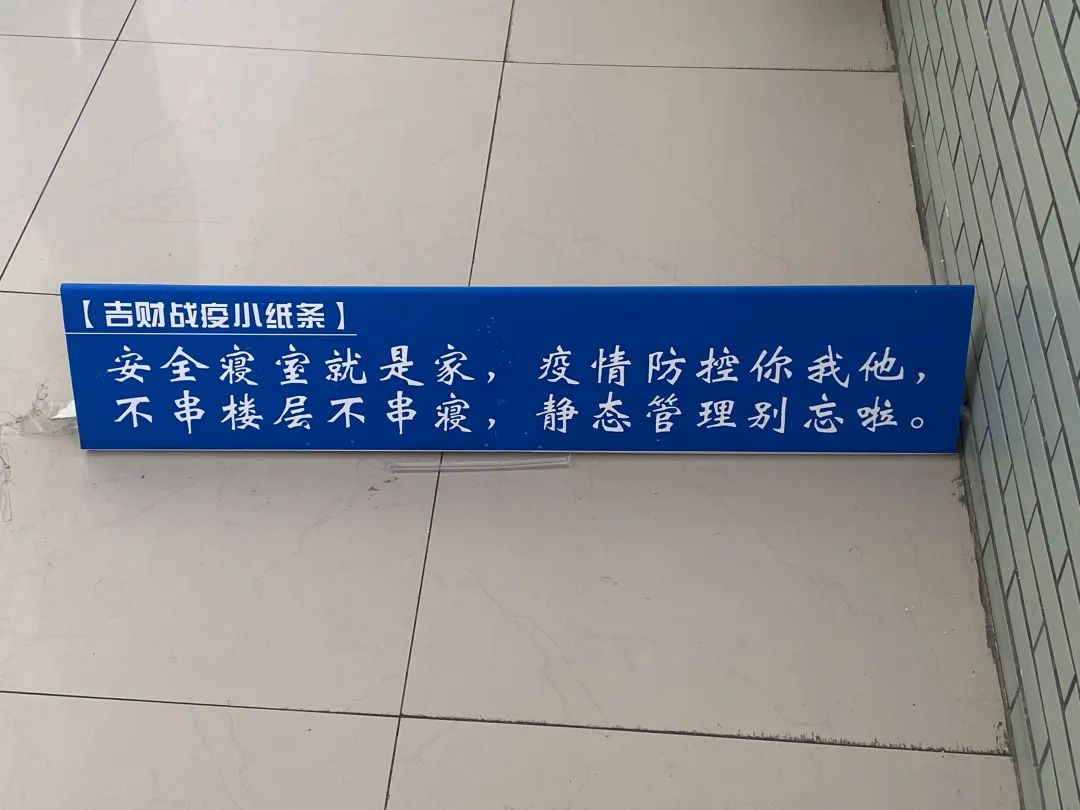 【吉财战疫小纸条】
安全寝室就是家，疫情防控你我他，
不串楼层不串寝，静态管理别忘啦。